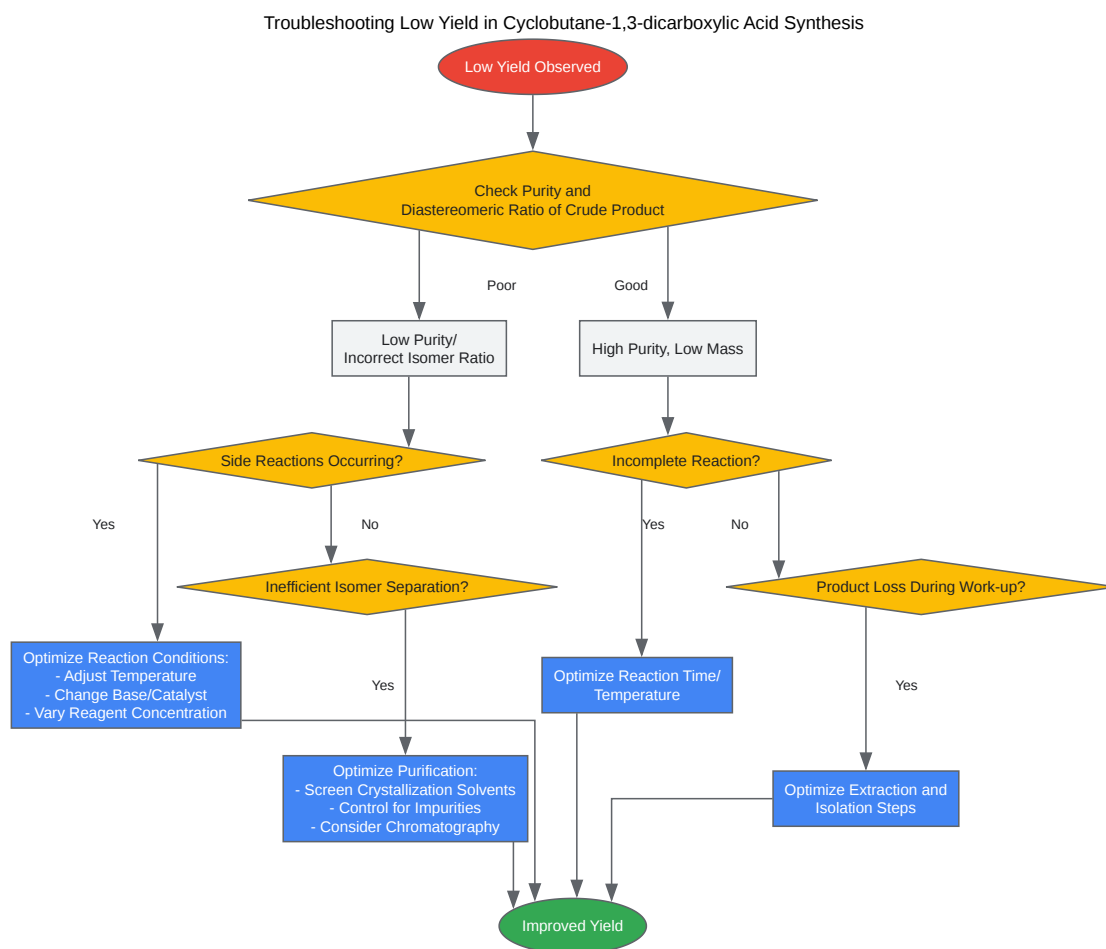 Troubleshooting Low Yield in Cyclobutane-1,3-dicarboxylic Acid Synthesis
Low Yield Observed
Check Purity and
Diastereomeric Ratio of Crude Product
Poor
Good
Low Purity/
Incorrect Isomer Ratio
High Purity, Low Mass
Side Reactions Occurring?
Incomplete Reaction?
Yes
No
Yes
No
Inefficient Isomer Separation?
Product Loss During Work-up?
Optimize Reaction Conditions:
- Adjust Temperature
- Change Base/Catalyst
- Vary Reagent Concentration
Yes
Optimize Reaction Time/
Temperature
Yes
Optimize Purification:
- Screen Crystallization Solvents
- Control for Impurities
- Consider Chromatography
Optimize Extraction and
Isolation Steps
Improved Yield